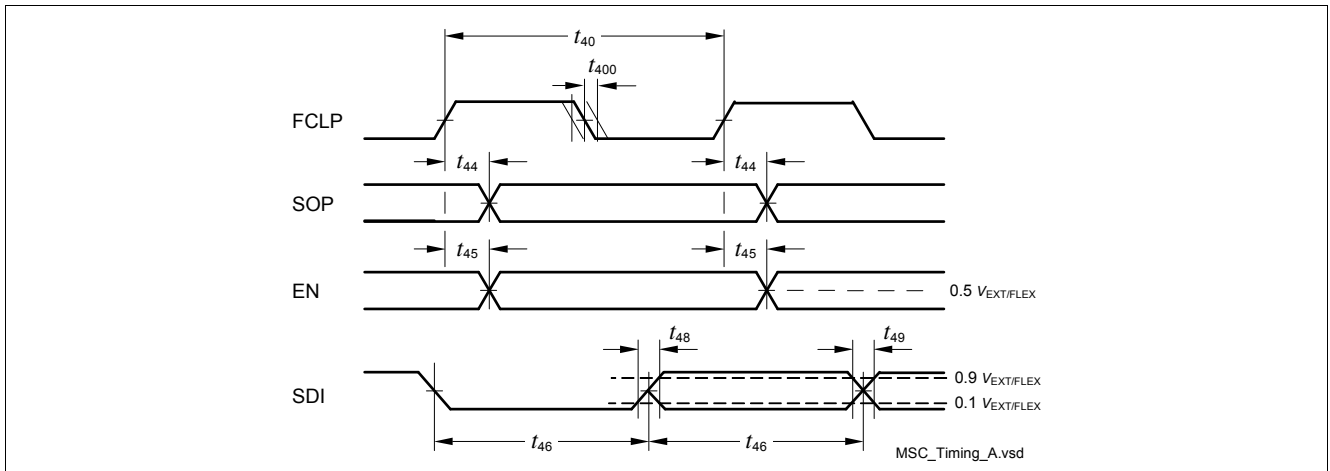 t40
t400
FCLP
t44 t44
SOP
t45 t45
EN
0.5 VEXT/FLEX
t48 t49
0.9 VEXT/FLEX
SDI
0.1 VEXT/FLEX
t46 t46
MSC_Timing_A.vsd